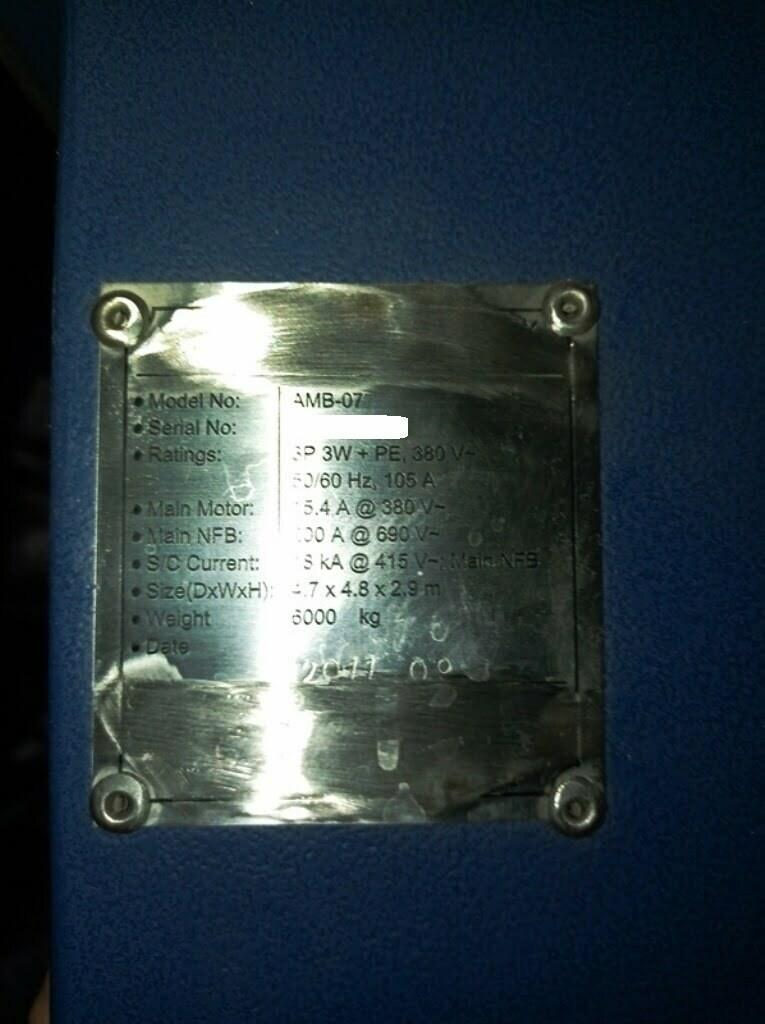 • Model No: AMB-07
• Serial No:
• Ratings: 3P 3W + PE, 380 V~
50/60 Hz, 105 A
• Main Motor: 15.4 A @ 380 V~
• Main NFB: A @ 690 V~
• S/C Current: kA @ 415 V~; Main NFB
• Size(DxWxH): 4.7 x 4.8 x 2.9 m
• Weight 6000 kg
• Date
2011 09